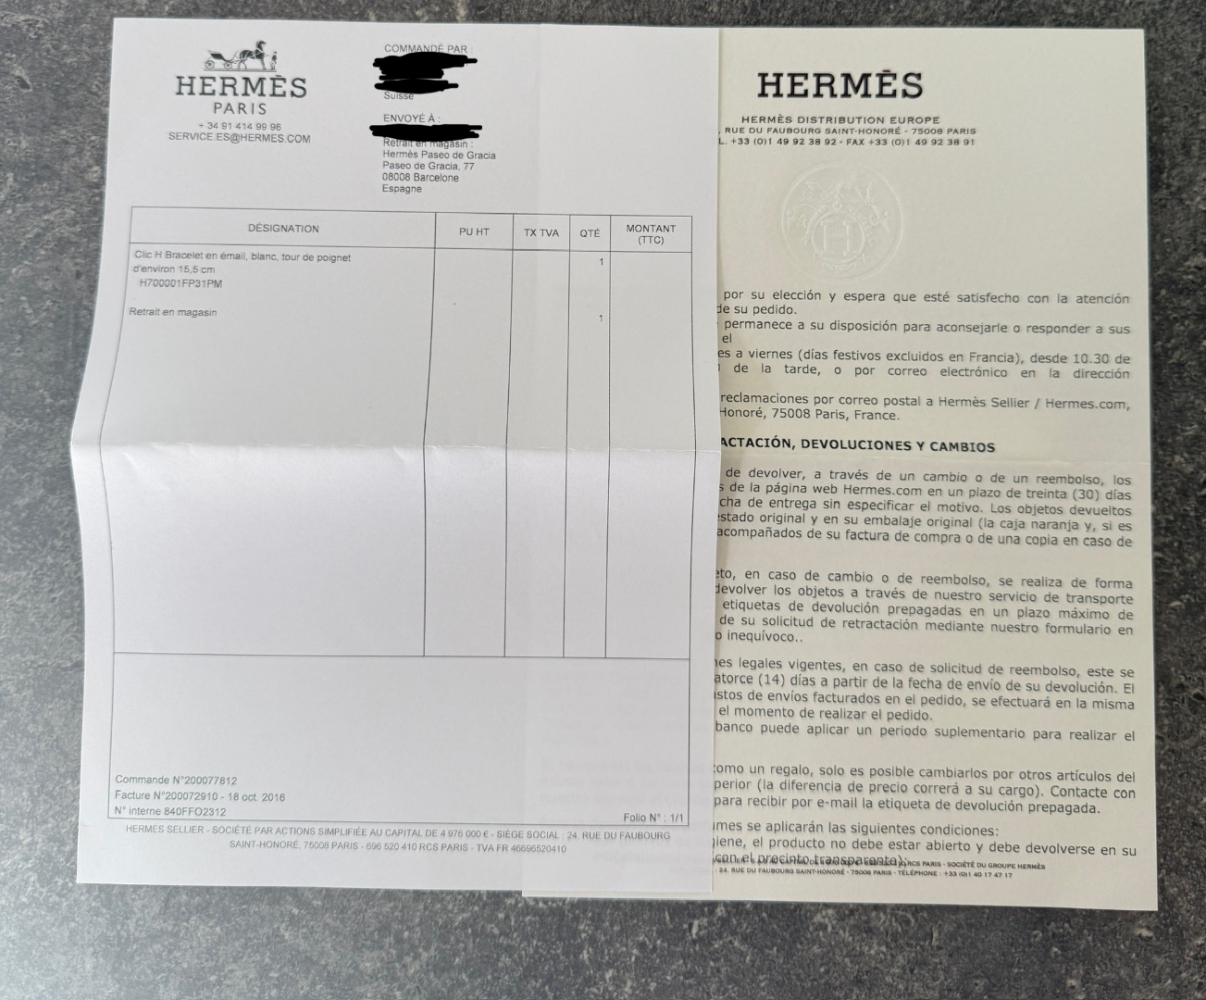 HERMÈS
PARIS
+ 34 91 414 99 96
SERVICE.ES@HERMES.COM
COMMANDÉ PAR :
Suisse
ENVOYÉ À :
Retrait en magasin :
Hermès Paseo de Gracia
Paseo de Gracia, 77
08008 Barcelone
Espagne
DÉSIGNATION PU HT TX TVA QTÉ MONTANT (TTC)
Clic H Bracelet en émail, blanc, tour de poignet 1
d'environ 15,5 cm
H700001FP31PM
Retrait en magasin 1
Commande N°200077812
Facture N°200072910 - 18 oct. 2016
N° interne 840FFO2312
Folio N° : 1/1
HERMES SELLIER - SOCIÉTÉ PAR ACTIONS SIMPLIFIÉE AU CAPITAL DE 4 976 000 € - SIÈGE SOCIAL : 24, RUE DU FAUBOURG
SAINT-HONORÉ, 75008 PARIS - 696 520 410 RCS PARIS - TVA FR 46696520410
HERMÈS
HERMÈS DISTRIBUTION EUROPE
, RUE DU FAUBOURG SAINT-HONORÉ - 75008 PARIS
L. +33 (0)1 49 92 38 92 - FAX +33 (0)1 49 92 38 91
por su elección y espera que esté satisfecho con la atención
de su pedido.
permanece a su disposición para aconsejarle o responder a sus
el
es a viernes (días festivos excluidos en Francia), desde 10.30 de
de la tarde, o por correo electrónico en la dirección
reclamaciones por correo postal a Hermès Sellier / Hermes.com,
Honoré, 75008 Paris, France.
ACTACIÓN, DEVOLUCIONES Y CAMBIOS
de devolver, a través de un cambio o de un reembolso, los
s de la página web Hermes.com en un plazo de treinta (30) días
cha de entrega sin especificar el motivo. Los objetos devueltos
estado original y en su embalaje original (la caja naranja y, si es
acompañados de su factura de compra o de una copia en caso de
eto, en caso de cambio o de reembolso, se realiza de forma
devolver los objetos a través de nuestro servicio de transporte
etiquetas de devolución prepagadas en un plazo máximo de
de su solicitud de retractación mediante nuestro formulario en
o inequívoco..
nes legales vigentes, en caso de solicitud de reembolso, este se
atorce (14) días a partir de la fecha de envío de su devolución. El
stos de envíos facturados en el pedido, se efectuará en la misma
el momento de realizar el pedido.
banco puede aplicar un periodo suplementario para realizar el
como un regalo, solo es posible cambiarlos por otros artículos del
perior (la diferencia de precio correrá a su cargo). Contacte con
para recibir por e-mail la etiqueta de devolución prepagada.
umes se aplicarán las siguientes condiciones:
giene, el producto no debe estar abierto y debe devolverse en su
con el precinto transparente);
RCS PARIS - SOCIÉTÉ DU GROUPE HERMÈS
24, RUE DU FAUBOURG SAINT-HONORÉ - 75008 PARIS - TÉLÉPHONE : +33 (0)1 40 17 47 17